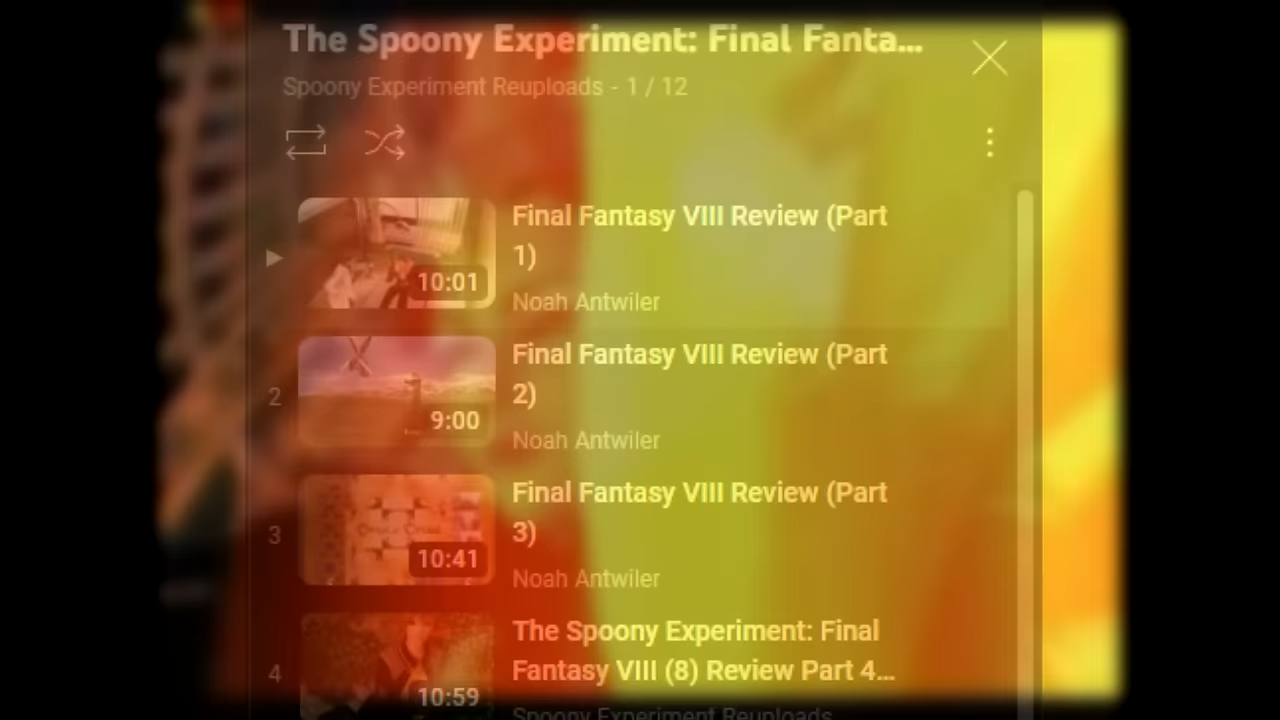 The Spoony Experiment: Final Fanta...
Spoony Experiment Reuploads - 1 / 12
Final Fantasy VIII Review (Part
1)
10:01
Noah Antwiler
2
Final Fantasy VIII Review (Part
2)
9:00
Noah Antwiler
3
Final Fantasy VIII Review (Part
3)
10:41
Noah Antwiler
4
The Spoony Experiment: Final
Fantasy VIII (8) Review Part 4...
10:59
Spoony Experiment Reuploads